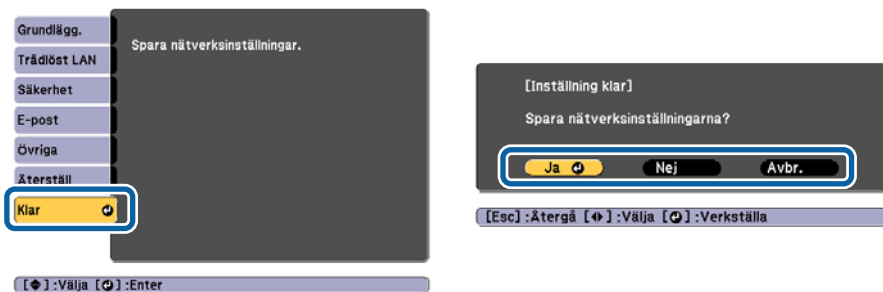 Grundlägg.
Trådlöst LAN
Säkerhet
E-post
Övriga
Återställ
Klar
Spara nätverksinställningar.
[◆] :Välja [⏎] :Enter
[Inställning klar]
Spara nätverksinställningarna?
Ja Nej Avbr.
[Esc] :Återgå [◀▶] :Välja [⏎] :Verkställa